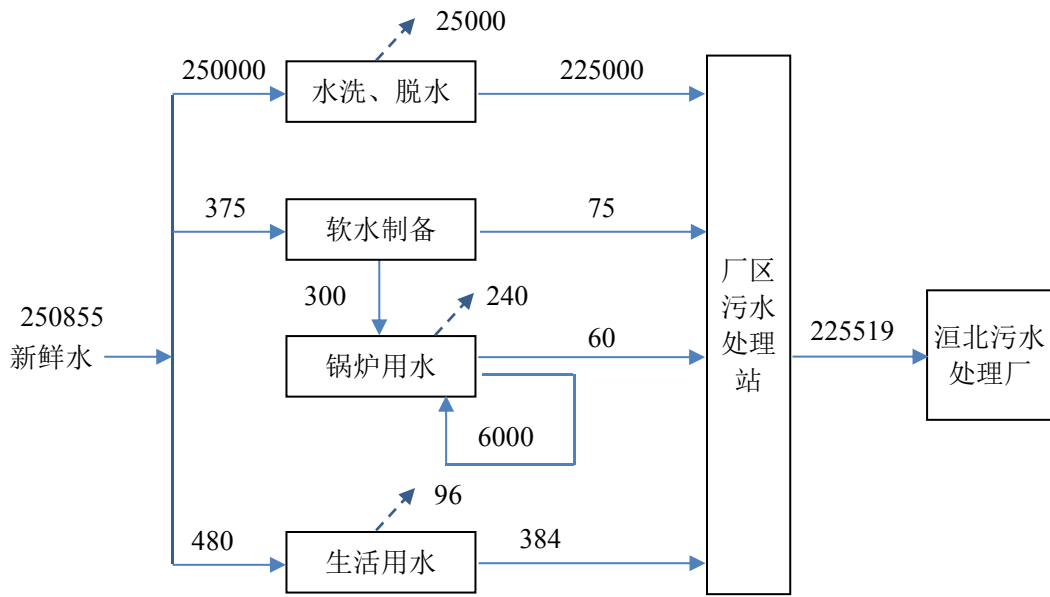 25000
250000
水洗、脱水
225000
375
软水制备
75
300
240
250855
新鲜水
锅炉用水
60
6000
厂区
污水
处理
站
225519
洹北污水
处理厂
96
480
生活用水
384